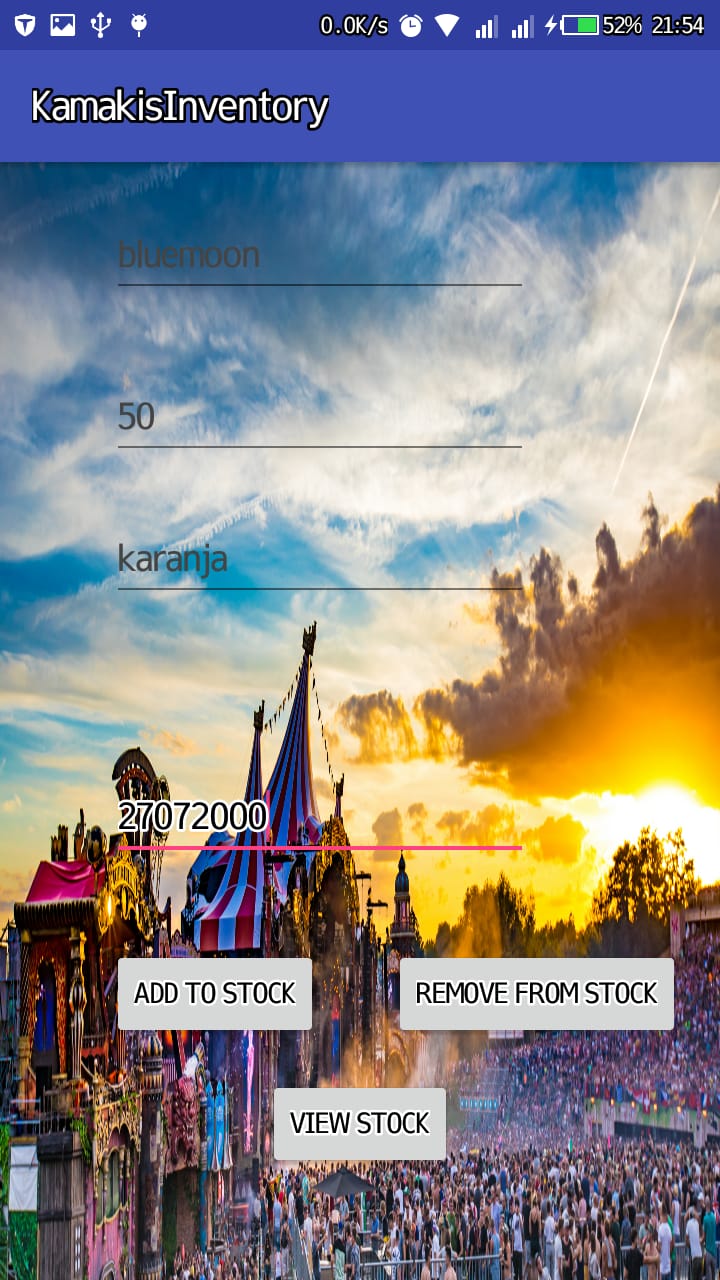 0.0K/s 52% 21:54
KamakisInventory
bluemoon
50
karanja
27072000
ADD TO STOCK REMOVE FROM STOCK
VIEW STOCK